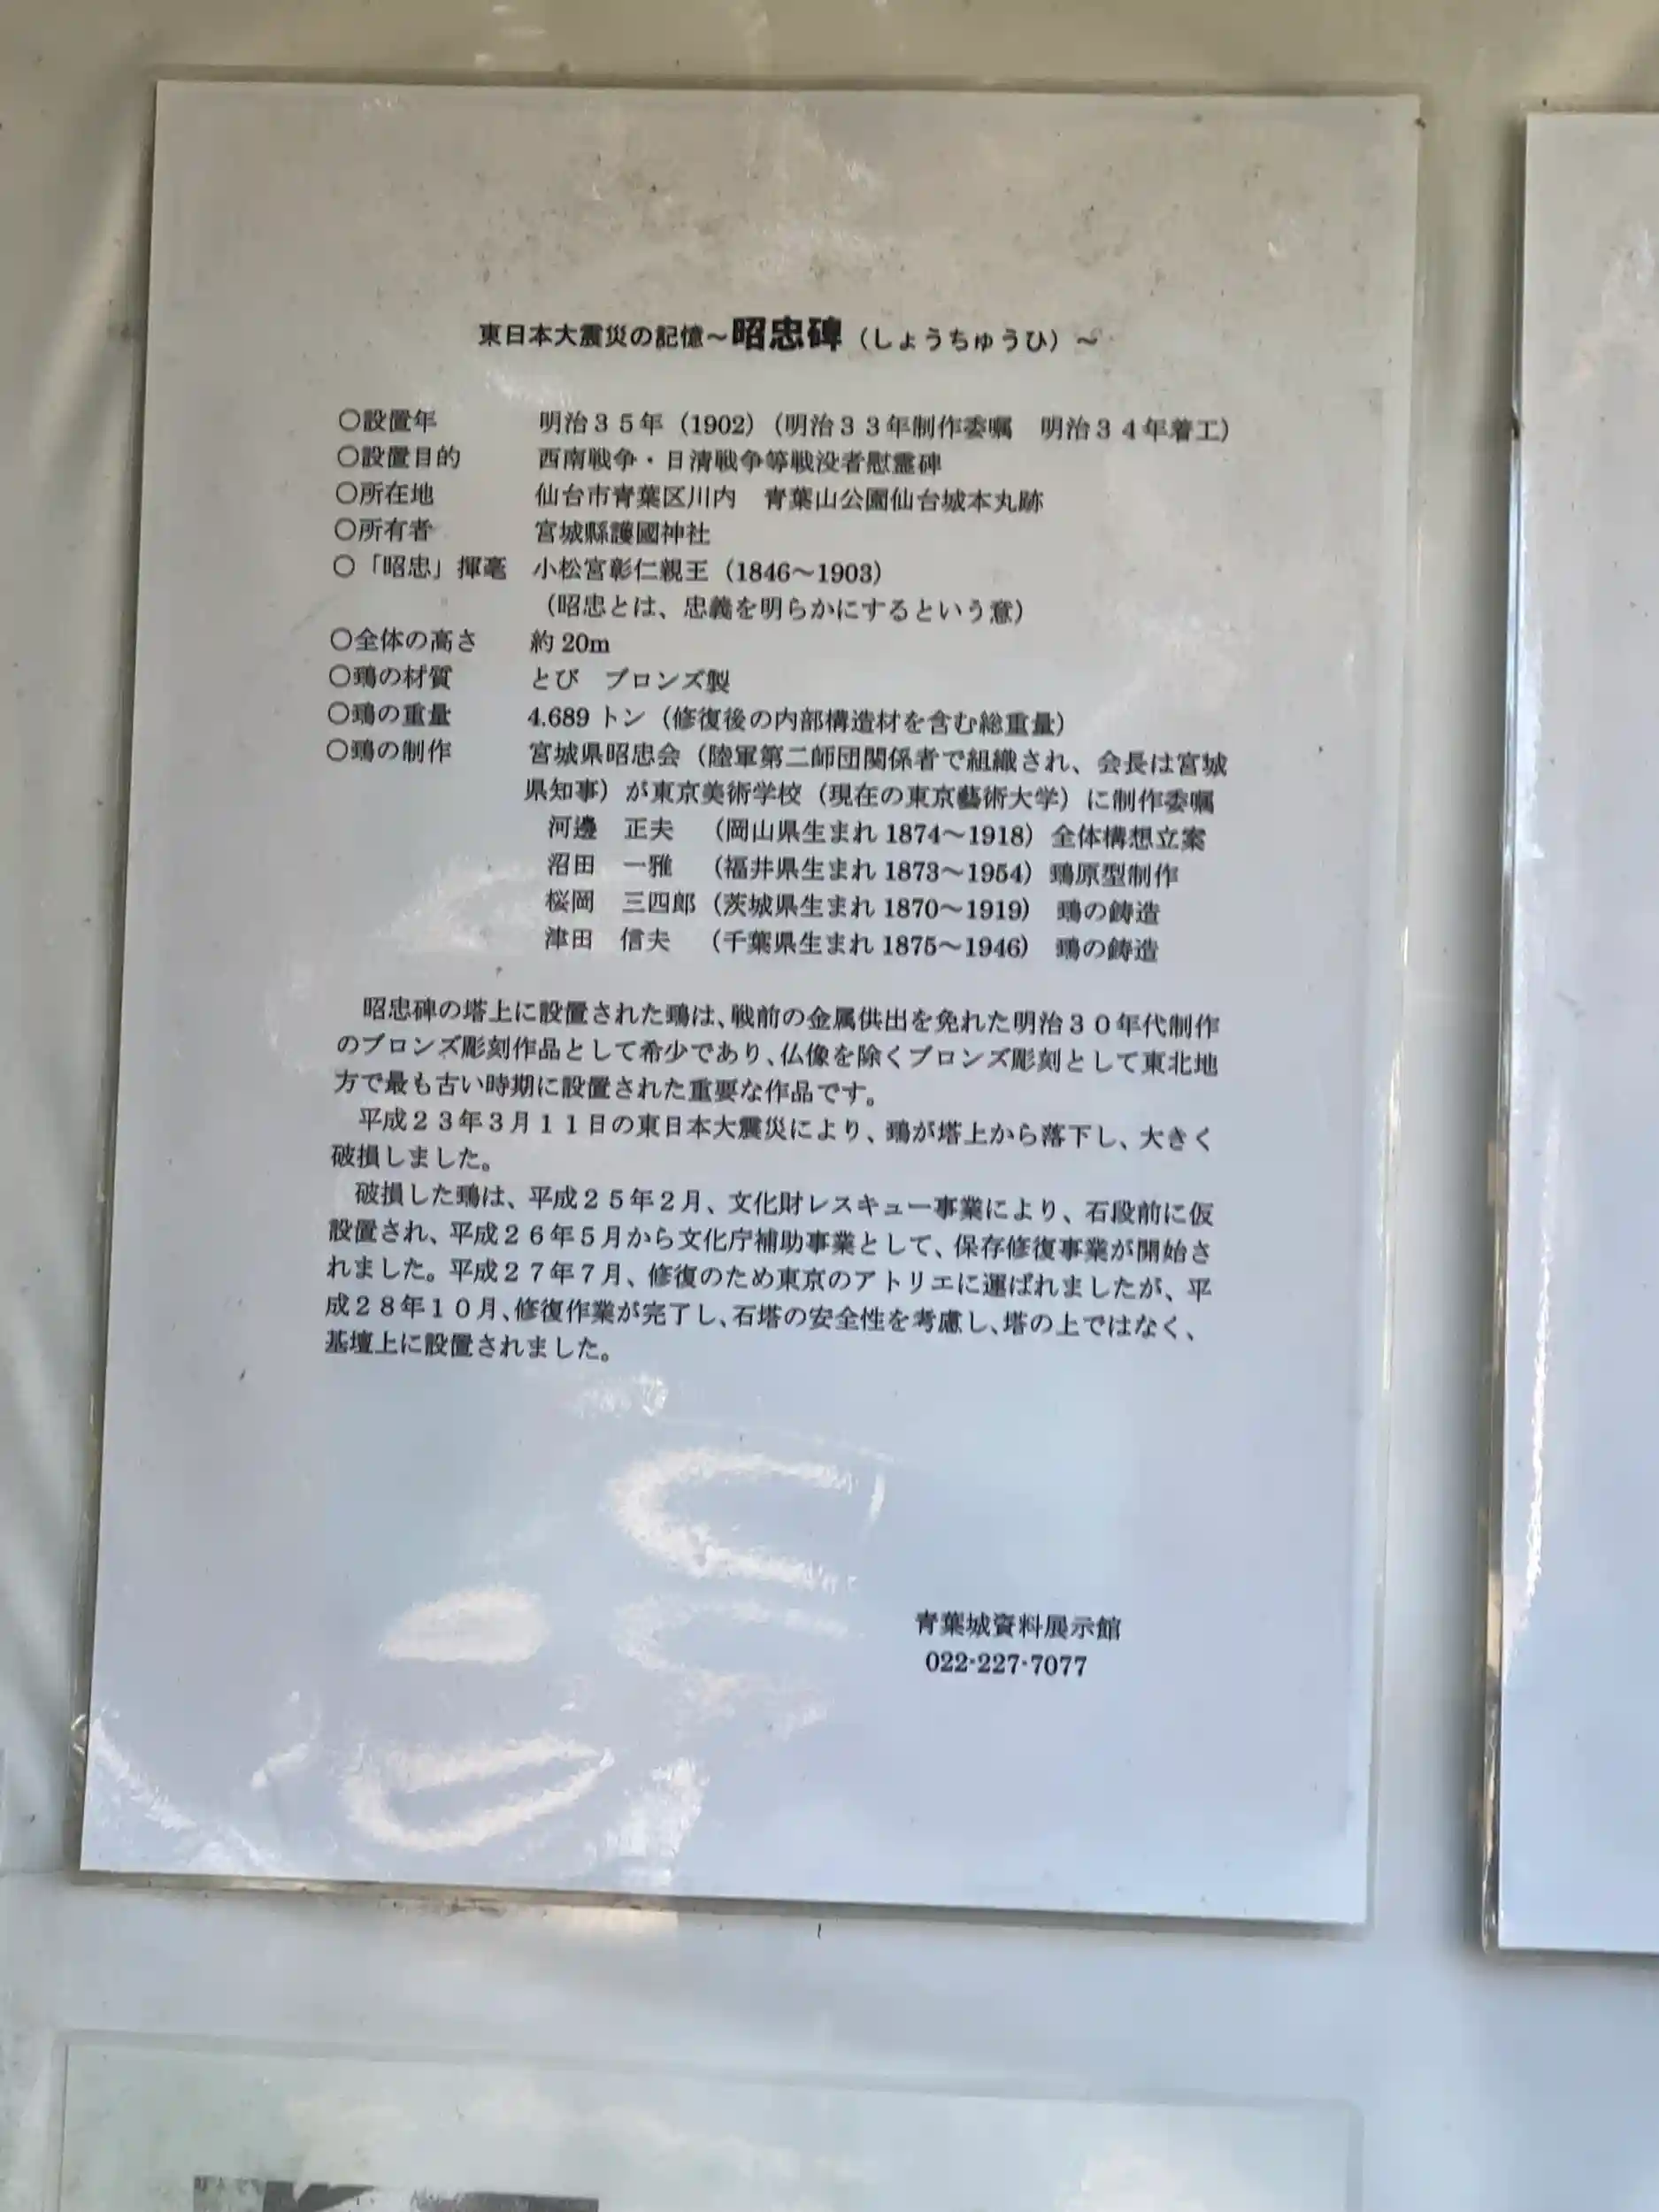 東日本大震災の記憶～昭忠碑（しょうちゅうひ）～
○設置年　明治３５年（1902）（明治３３年制作委嘱　明治３４年着工）
○設置目的　西南戦争・日清戦争等戦没者慰霊碑
○所在地　仙台市青葉区川内　青葉山公園仙台城本丸跡
○所有者　宮城縣護國神社
○「昭忠」揮毫　小松宮彰仁親王（1846～1903）
（昭忠とは、忠義を明らかにするという意）
○全体の高さ　約20m
○鵄の材質　とび　ブロンズ製
○鵄の重量　4.689トン（修復後の内部構造材を含む総重量）
○鵄の制作　宮城県昭忠会（陸軍第二師団関係者で組織され、会長は宮城
県知事）が東京美術学校（現在の東京藝術大学）に制作委嘱
河邊　正夫　（岡山県生まれ1874～1918）全体構想立案
沼田　一雅　（福井県生まれ1873～1954）鵄原型制作
桜岡　三四郎（茨城県生まれ1870～1919）　鵄の鋳造
津田　信夫　（千葉県生まれ1875～1946）　鵄の鋳造
昭忠碑の塔上に設置された鵄は、戦前の金属供出を免れた明治３０年代制作
のブロンズ彫刻作品として希少であり、仏像を除くブロンズ彫刻として東北地
方で最も古い時期に設置された重要な作品です。
平成２３年３月１１日の東日本大震災により、鵄が塔上から落下し、大きく
破損しました。
破損した鵄は、平成２５年２月、文化財レスキュー事業により、石段前に仮
設置され、平成２６年５月から文化庁補助事業として、保存修復事業が開始さ
れました。平成２７年７月、修復のため東京のアトリエに運ばれましたが、平
成２８年１０月、修復作業が完了し、石塔の安全性を考慮し、塔の上ではなく、
基壇上に設置されました。
青葉城資料展示館
022-227-7077